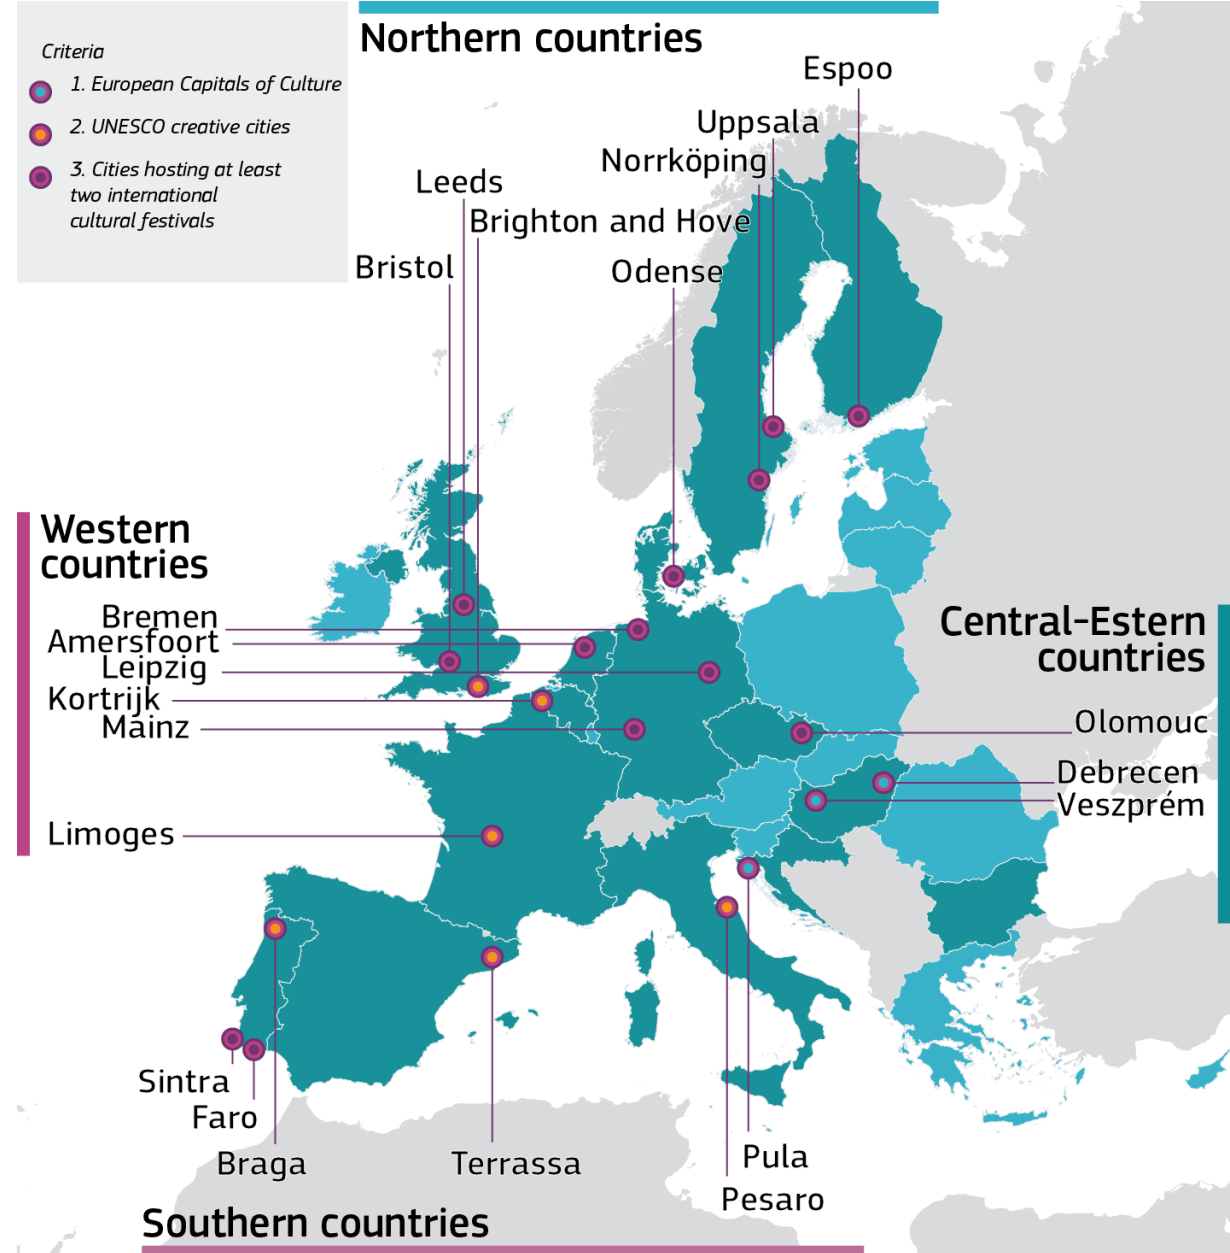 Criteria
1. European Capitals of Culture
2. UNESCO creative cities
3. Cities hosting at least
two international
cultural festivals
Northern countries
Espoo
Uppsala
Norrköping
Leeds
Brighton and Hove
Bristol
Odense
Western
countries
Bremen
Amersfoort
Leipzig
Kortrijk
Mainz
Limoges
Central-Estern
countries
Olomouc
Debrecen
Veszprém
Sintra
Faro
Braga
Terrassa
Pula
Pesaro
Southern countries